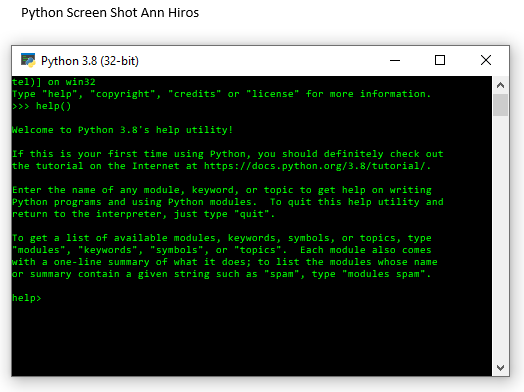 Python Screen Shot Ann Hiros
Python 3.8 (32-bit)
tel)] on win32
Type "help", "copyright", "credits" or "license" for more information.
>>> help()
Welcome to Python 3.8's help utility!
If this is your first time using Python, you should definitely check out
the tutorial on the Internet at https://docs.python.org/3.8/tutorial/.
Enter the name of any module, keyword, or topic to get help on writing
Python programs and using Python modules.  To quit this help utility and
return to the interpreter, just type "quit".
To get a list of available modules, keywords, symbols, or topics, type
"modules", "keywords", "symbols", or "topics".  Each module also comes
with a one-line summary of what it does; to list the modules whose name
or summary contain a given string such as "spam", type "modules spam".
help>